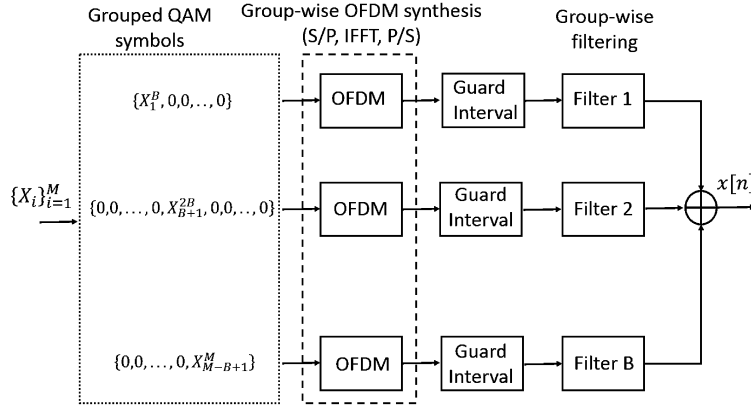 Grouped QAM
symbols
Group-wise OFDM synthesis
(S/P, IFFT, P/S)
Group-wise
filtering
{X_1^B, 0,0,..,0}
OFDM
Guard
Interval
Filter 1
{X_i}_{i=1}^M
{0,0,...,0,X_{B+1}^{2B},0,0,..,0}
OFDM
Guard
Interval
Filter 2
x[n]
{0,0,...,0,X_{M-B+1}^M}
OFDM
Guard
Interval
Filter B